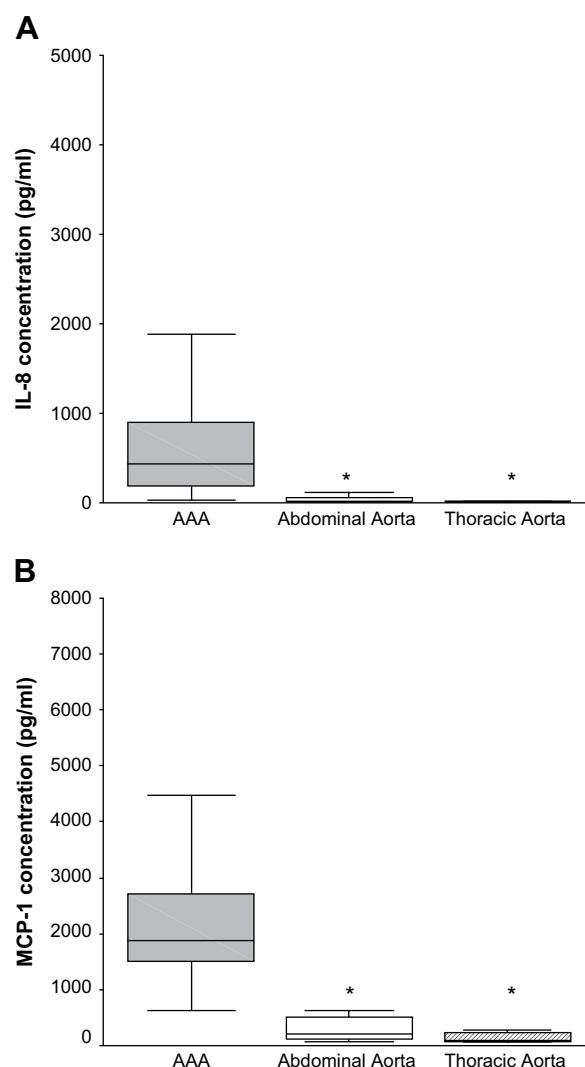 A
IL-8 concentration (pg/ml)
5000
4000
3000
2000
1000
0
* *
AAA Abdominal Aorta Thoracic Aorta
B
MCP-1 concentration (pg/ml)
8000
7000
6000
5000
4000
3000
2000
1000
0
* *
AAA Abdominal Aorta Thoracic Aorta